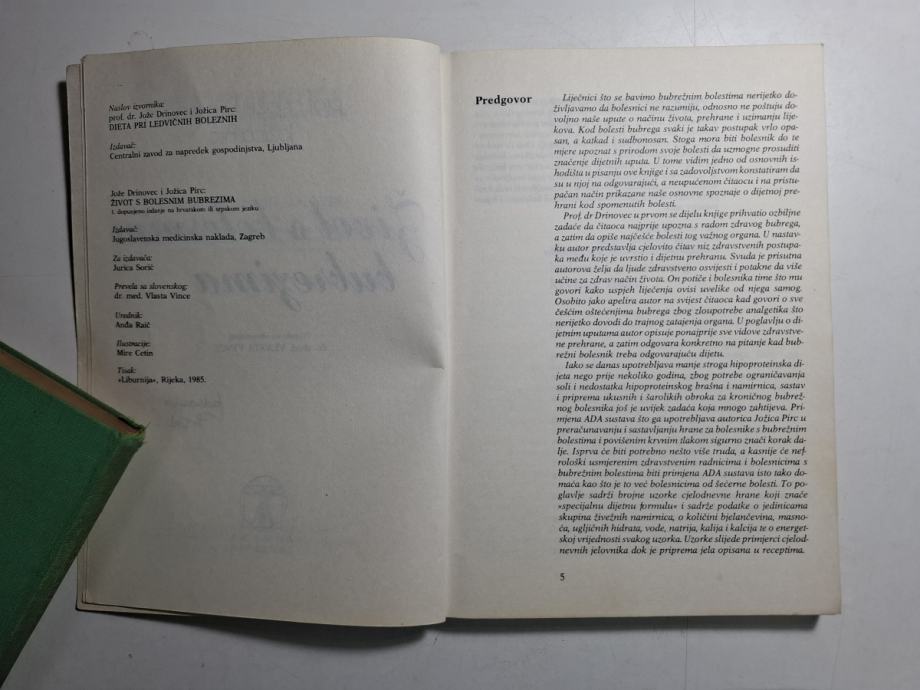 Naslov izvornika:
prof. dr. Jože Drinovec i Jožica Pirc:
DIETA PRI LEDVIČNIH BOLEZNIH
Izdavač:
Centralni zavod za napredek gospodinjstva, Ljubljana
Jože Drinovec i Jožica Pirc:
ŽIVOT S BOLESNIM BUBREZIMA
1. dopunjeno izdanje na hrvatskom ili srpskom jeziku
Izdavač:
Jugoslavenska medicinska naklada, Zagreb
Za izdavača:
Jurica Sorić
Prevela sa slovenskog:
dr. med. Vlasta Vince
Urednik:
Anđa Raič
Ilustracije:
Mire Cetin
Tisak:
»Liburnija«, Rijeka, 1985.
Predgovor
Liječnici što se bavimo bubrežnim bolestima nerijetko do-
življavamo da bolesnici ne razumiju, odnosno ne poštuju do-
voljno naše upute o načinu života, prehrane i uzimanju lije-
kova. Kod bolesti bubrega svaki je takav postupak vrlo opa-
san, a katkad i sudbonosan. Stoga mora biti bolesnik do te
mjere upoznat s prirodom svoje bolesti da uzmogne prosuditi
značenje dijetnih uputa. U tome vidim jedno od osnovnih is-
hodišta u pisanju ove knjige i sa zadovoljstvom konstatiram da
su u njoj na odgovarajući, a neupućenom čitaocu i na pristu-
pačan način prikazane naše osnovne spoznaje o dijetnoj pre-
hrani kod spomenutih bolesti.
Prof. dr Drinovec u prvom se dijelu knjige prihvatio ozbiljne
zadaće da čitaoca najprije upozna s radom zdravog bubrega,
a zatim da opiše najčešće bolesti tog važnog organa. U nastav-
ku autor predstavlja cjelovito čitav niz zdravstvenih postupa-
ka među koje je uvrstio i dijetnu prehranu. Svuda je prisutna
autorova želja da ljude zdravstveno osvijesti i potakne da više
učine za zdrav način života. On potiče i bolesnika time što mu
govori kako uspjeh liječenja ovisi uvelike od njega samog.
Osobito jako apelira autor na svijest čitaoca kad govori o sve
češćim oštećenjima bubrega zbog zloupotrebe analgetika što
nerijetko dovodi do trajnog zatajenja organa. U poglavlju o di-
jetnim uputama autor opisuje ponajprije sve vidove zdravstve-
ne prehrane, a zatim odgovara konkretno na pitanje kad bub-
režni bolesnik treba odgovarajuću dijetu.
Iako se danas upotrebljava manje stroga hipoproteinska di-
jeta nego prije nekoliko godina, zbog potrebe ograničavanja
soli i nedostatka hipoproteinskog brašna i namirnica, sastav
i priprema ukusnih i šarolikih obroka za kroničnog bubrež-
nog bolesnika još je uvijek zadaća koja mnogo zahtijeva. Pri-
mjena ADA sustava što ga upotrebljava autorica Jožica Pirc u
preračunavanju i sastavljanju hrane za bolesnike s bubrežnim
bolestima i povišenim krvnim tlakom sigurno znači korak da-
lje. Isprva će biti potrebno nešto više truda, a kasnije će nef-
rološki usmjerenim zdravstvenim radnicima i bolesnicima s
bubrežnim bolestima biti primjena ADA sustava isto tako do-
maća kao što je to već bolesnicima od šećerne bolesti. To po-
glavlje sadrži brojne uzorke cjelodnevne hrane koji znače
»specijalnu dijetnu formulu« i sadrže podatke o jedinicama
skupina živežnih namirnica, o količini bjelančevina, masno-
ća, ugljičnih hidrata, vode, natrija, kalija i kalcija te o energet-
skoj vrijednosti svakog uzorka. Uzorke slijede primjerci cjelod-
nevnih jelovnika dok je priprema jela opisana u receptima.
5